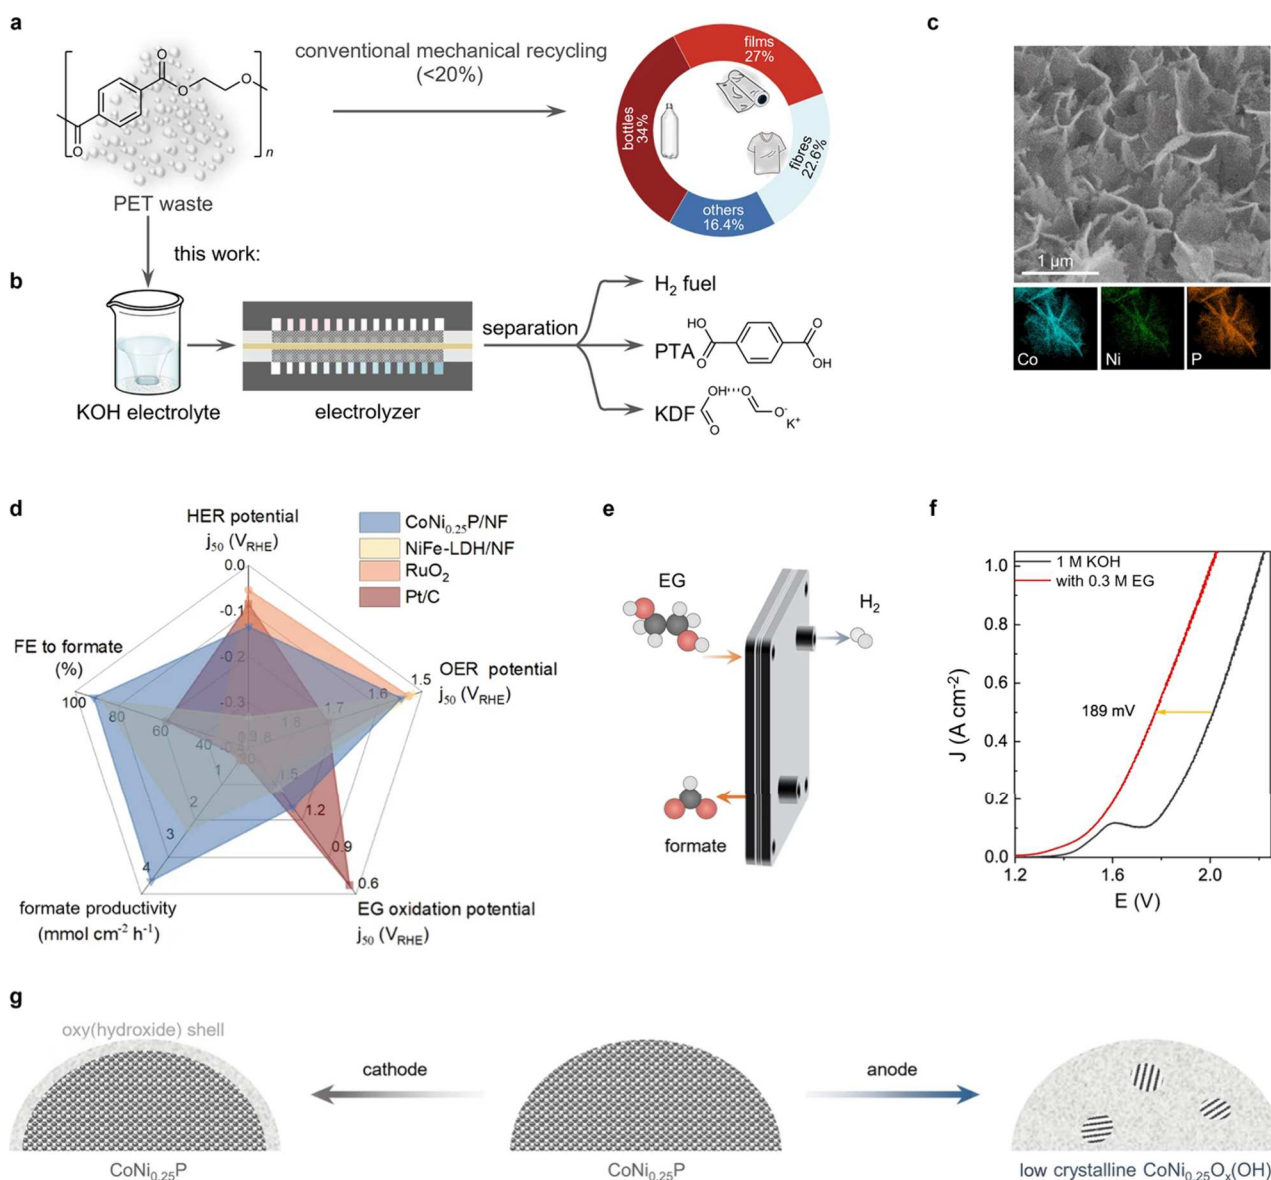 a
conventional mechanical recycling
(<20%)
O
O
O
O
n
PET waste
films
27%
bottles
34%
fibres
22.6%
others
16.4%
c
1 μm
Co
Ni
P
this work:
b
KOH electrolyte
electrolyzer
separation
H₂ fuel
PTA
HO
O
O
OH
KDF
OH
O
O
O⁻
K⁺
d
HER potential
j₅₀ (V_RHE)
CoNi₀.₂₅P/NF
NiFe-LDH/NF
RuO₂
Pt/C
0.0
-0.1
-0.2
-0.3
FE to formate
(%)
100
80
60
40
OER potential
j₅₀ (V_RHE)
1.5
1.6
1.7
1.8
1
2
3
4
1.5
1.2
0.9
0.6
formate productivity
(mmol cm⁻² h⁻¹)
EG oxidation potential
j₅₀ (V_RHE)
e
EG
H₂
formate
f
1 M KOH
with 0.3 M EG
189 mV
J (A cm⁻²)
1.0
0.8
0.6
0.4
0.2
0.0
1.2
1.6
2.0
E (V)
g
oxy(hydroxide) shell
cathode
anode
CoNi₀.₂₅P
CoNi₀.₂₅P
low crystalline CoNi₀.₂₅Oₓ(OH)